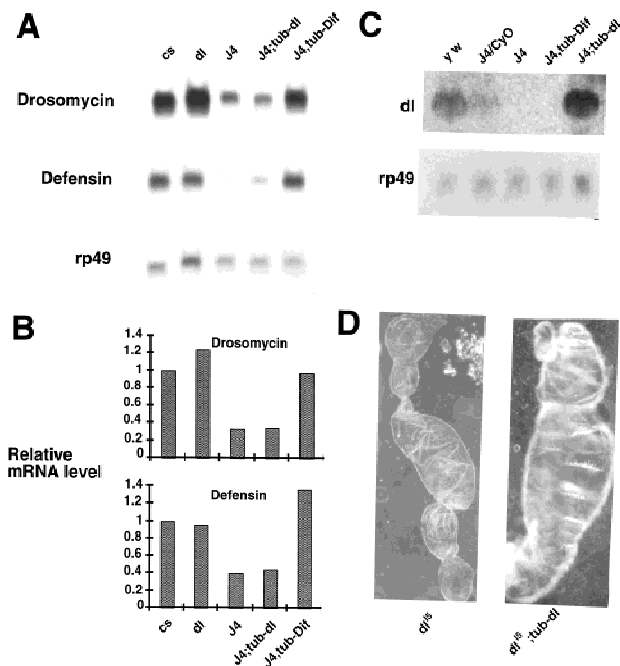 A
cs
dl
J4
J4;tub-dl
J4;tub-Dif
Drosomycin
Defensin
rp49
B
Relative
mRNA level
Drosomycin
1.4
1.2
1
0.8
0.6
0.4
0.2
0
Defensin
1.4
1.2
1
0.8
0.6
0.4
0.2
0
cs
dl
J4
J4;tub-dl
J4;tub-Dif
C
y w
J4/CyO
J4
J4;tub-Dif
J4;tub-dl
dl
rp49
D
dl¹⁵
dl¹⁵;tub-dl